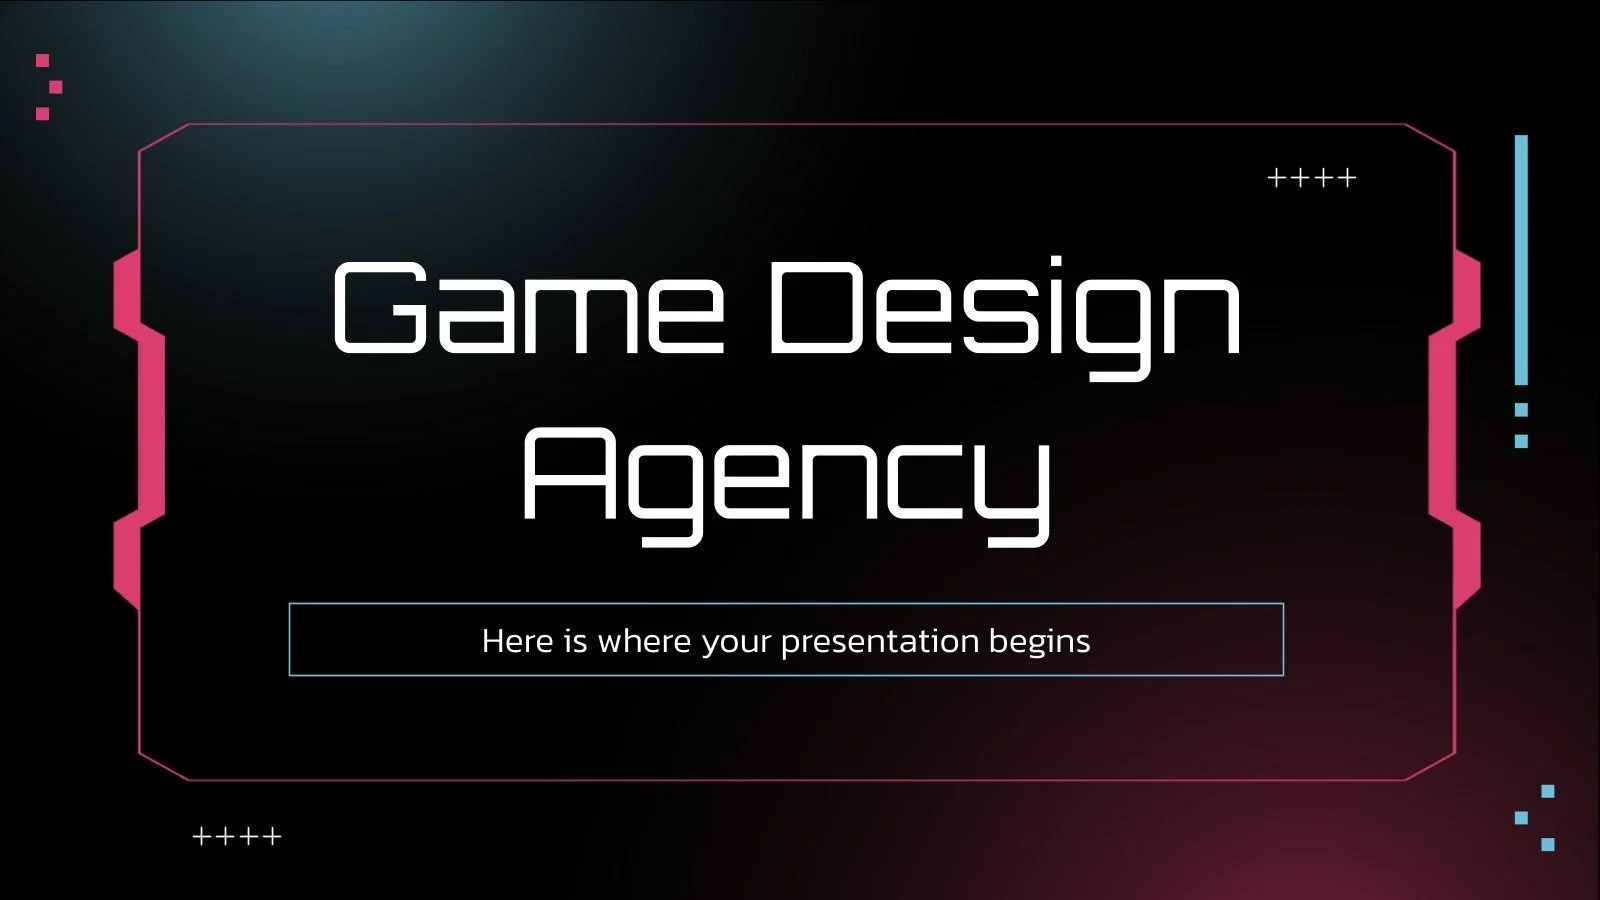 ++++
Game Design
Agency
Here is where your presentation begins
++++